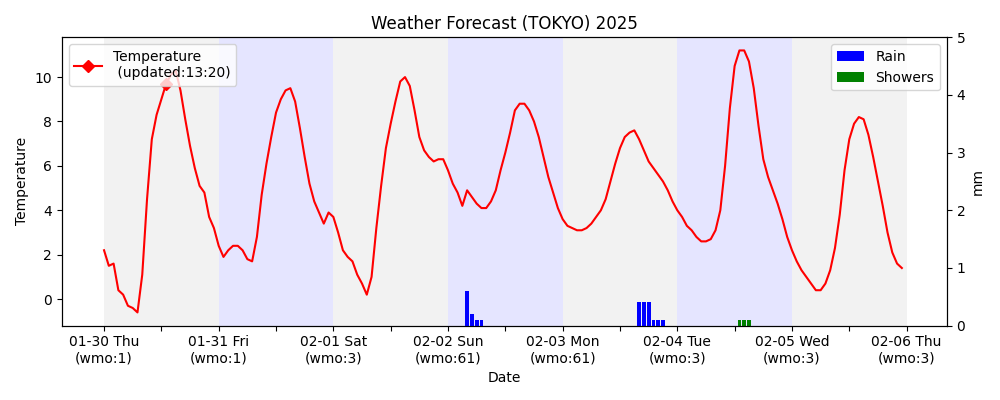 Weather Forecast (TOKYO) 2025
Temperature
(updated:13:20)
Rain
Showers
Temperature
10
8
6
4
2
0
5
4
3
2
1
0
mm
01-30 Thu
(wmo:1)
01-31 Fri
(wmo:1)
02-01 Sat
(wmo:3)
02-02 Sun
(wmo:61)
02-03 Mon
(wmo:61)
02-04 Tue
(wmo:3)
02-05 Wed
(wmo:3)
02-06 Thu
(wmo:3)
Date